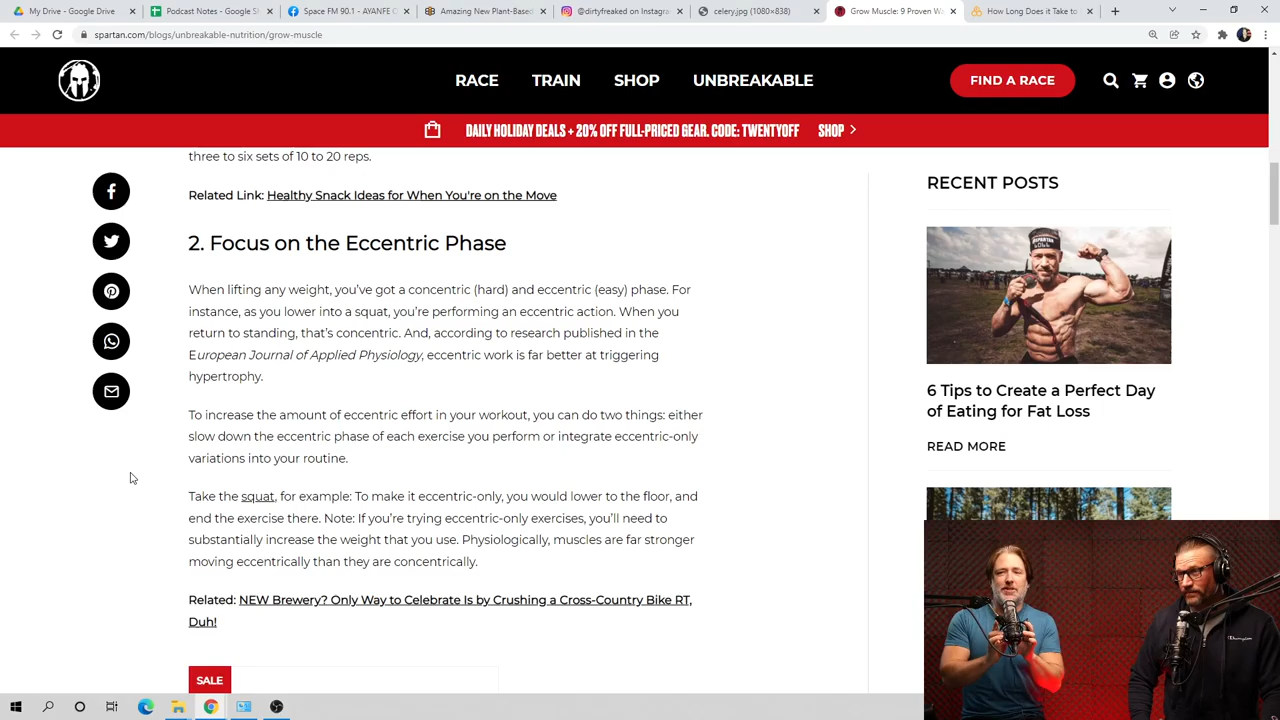 My Drive - Google Drive
Podcast Notes - Google Sh
Space FM 90.1 - AYANFE O
Amazing New Plant-Based
@dirtyfreaked on Instagram
celery.jpg (1080×838)
Grow Muscle: 9 Proven Wa
How Long Does it Take to
spartan.com/blogs/unbreakable-nutrition/grow-muscle
RACE
TRAIN
SHOP
UNBREAKABLE
FIND A RACE
DAILY HOLIDAY DEALS + 20% OFF FULL-PRICED GEAR. CODE: TWENTYOFF
SHOP
three to six sets of 10 to 20 reps.
Related Link: Healthy Snack Ideas for When You're on the Move
2. Focus on the Eccentric Phase
When lifting any weight, you’ve got a concentric (hard) and eccentric (easy) phase. For
instance, as you lower into a squat, you’re performing an eccentric action. When you
return to standing, that’s concentric. And, according to research published in the
European Journal of Applied Physiology, eccentric work is far better at triggering
hypertrophy.
To increase the amount of eccentric effort in your workout, you can do two things: either
slow down the eccentric phase of each exercise you perform or integrate eccentric-only
variations into your routine.
Take the squat, for example: To make it eccentric-only, you would lower to the floor, and
end the exercise there. Note: If you’re trying eccentric-only exercises, you’ll need to
substantially increase the weight that you use. Physiologically, muscles are far stronger
moving eccentrically than they are concentrically.
Related: NEW Brewery? Only Way to Celebrate Is by Crushing a Cross-Country Bike RT,
Duh!
SALE
RECENT POSTS
6 Tips to Create a Perfect Day
of Eating for Fat Loss
READ MORE
Champion